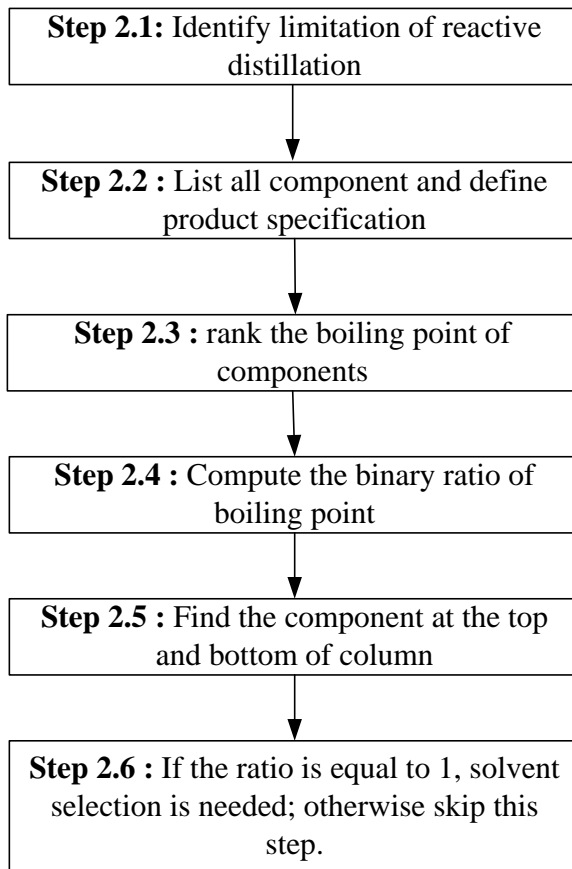 Step 2.1: Identify limitation of reactive
distillation
Step 2.2 : List all component and define
product specification
Step 2.3 : rank the boiling point of
components
Step 2.4 : Compute the binary ratio of
boiling point
Step 2.5 : Find the component at the top
and bottom of column
Step 2.6 : If the ratio is equal to 1, solvent
selection is needed; otherwise skip this
step.